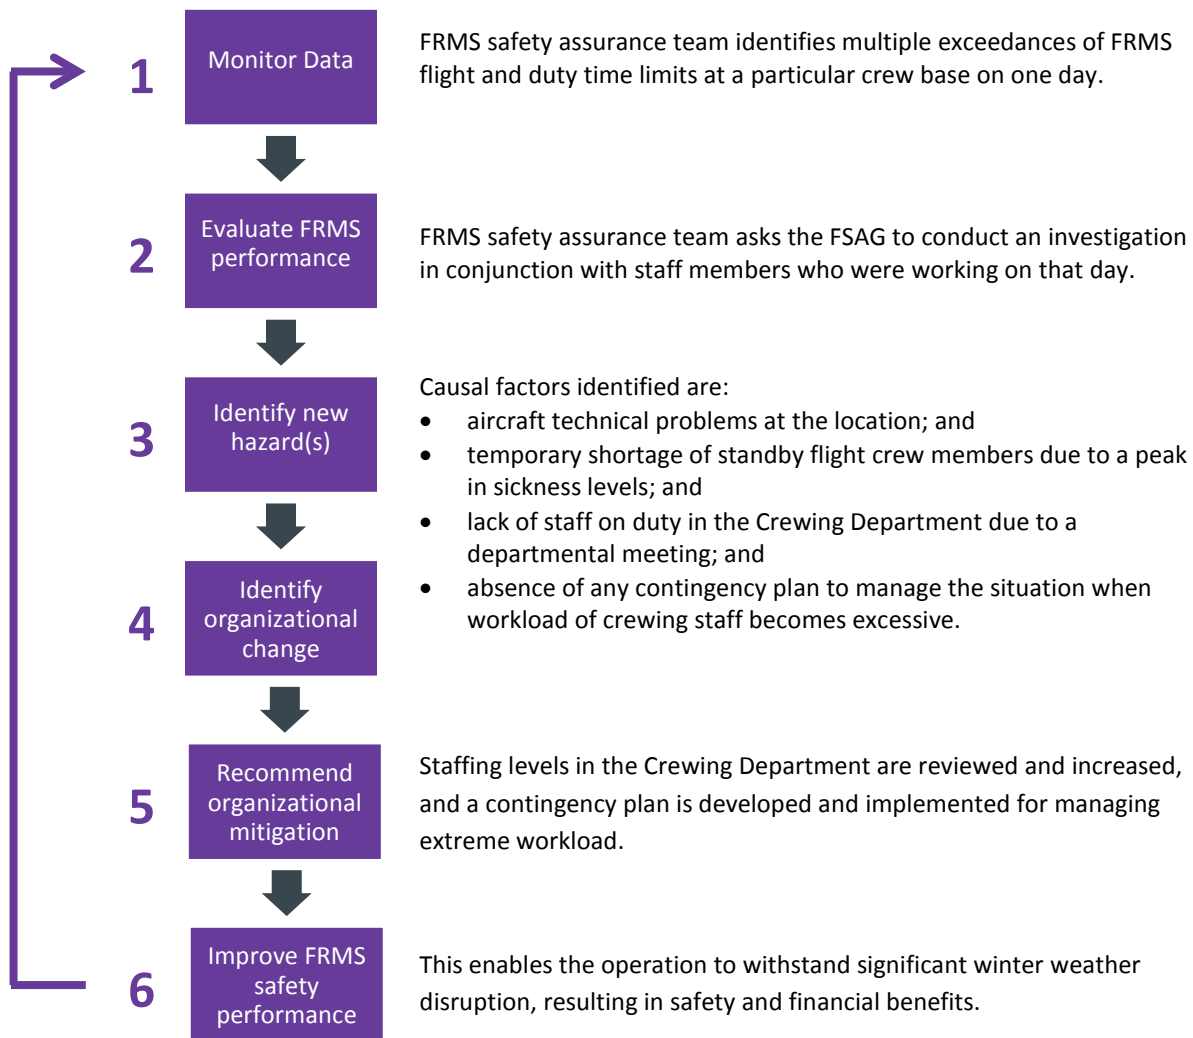 1
Monitor Data
FRMS safety assurance team identifies multiple exceedances of FRMS
flight and duty time limits at a particular crew base on one day.
2
Evaluate FRMS
performance
FRMS safety assurance team asks the FSAG to conduct an investigation
in conjunction with staff members who were working on that day.
3
Identify new
hazard(s)
Causal factors identified are:
• aircraft technical problems at the location; and
• temporary shortage of standby flight crew members due to a peak
in sickness levels; and
• lack of staff on duty in the Crewing Department due to a
departmental meeting; and
• absence of any contingency plan to manage the situation when
workload of crewing staff becomes excessive.
4
Identify
organizational
change
5
Recommend
organizational
mitigation
Staffing levels in the Crewing Department are reviewed and increased,
and a contingency plan is developed and implemented for managing
extreme workload.
6
Improve FRMS
safety
performance
This enables the operation to withstand significant winter weather
disruption, resulting in safety and financial benefits.